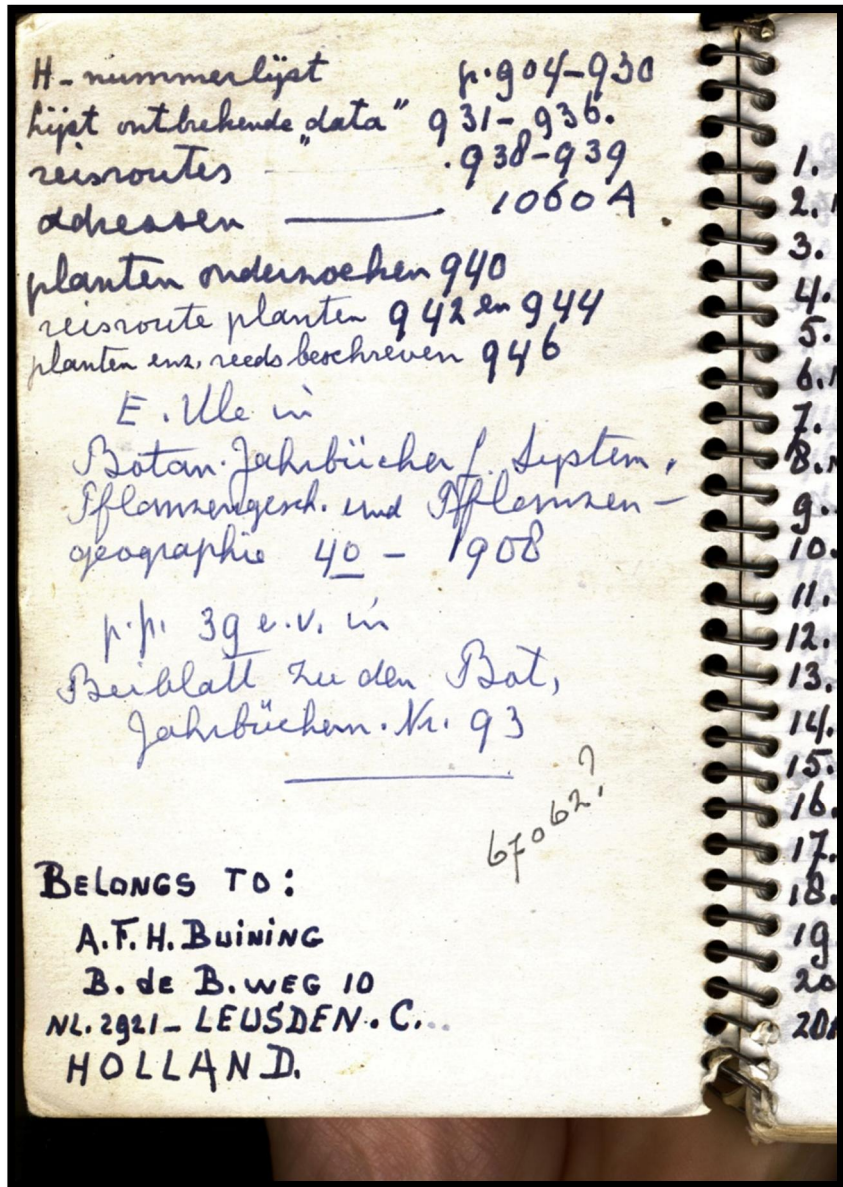 H-nummerlijst p.904-930
Lijst ontbrekende „data" 931-936.
reisroutes .938-939
adressen 1060A
planten onderzoeken 940
reisroute planten 942 en 944
planten enz. reeds beschreven 946
E. Ule in
Botan. Jahrbücher f. System,
Pflanzengesch. und Pflanzen-
geographie 40 - 1908
p.p. 39 e.v. in
Beiblatt zu den Bot,
Jahrbüchern. Nr. 93
67062?
BELONGS TO:
A.F.H. BUINING
B. de B. WEG 10
NL. 2921- LEUSDEN. C...
HOLLAND.
1.
2.
3.
4.
5.
6.
7.
8.
9.
10.
11.
12.
13.
14.
15.
16.
17.
18.
19
20